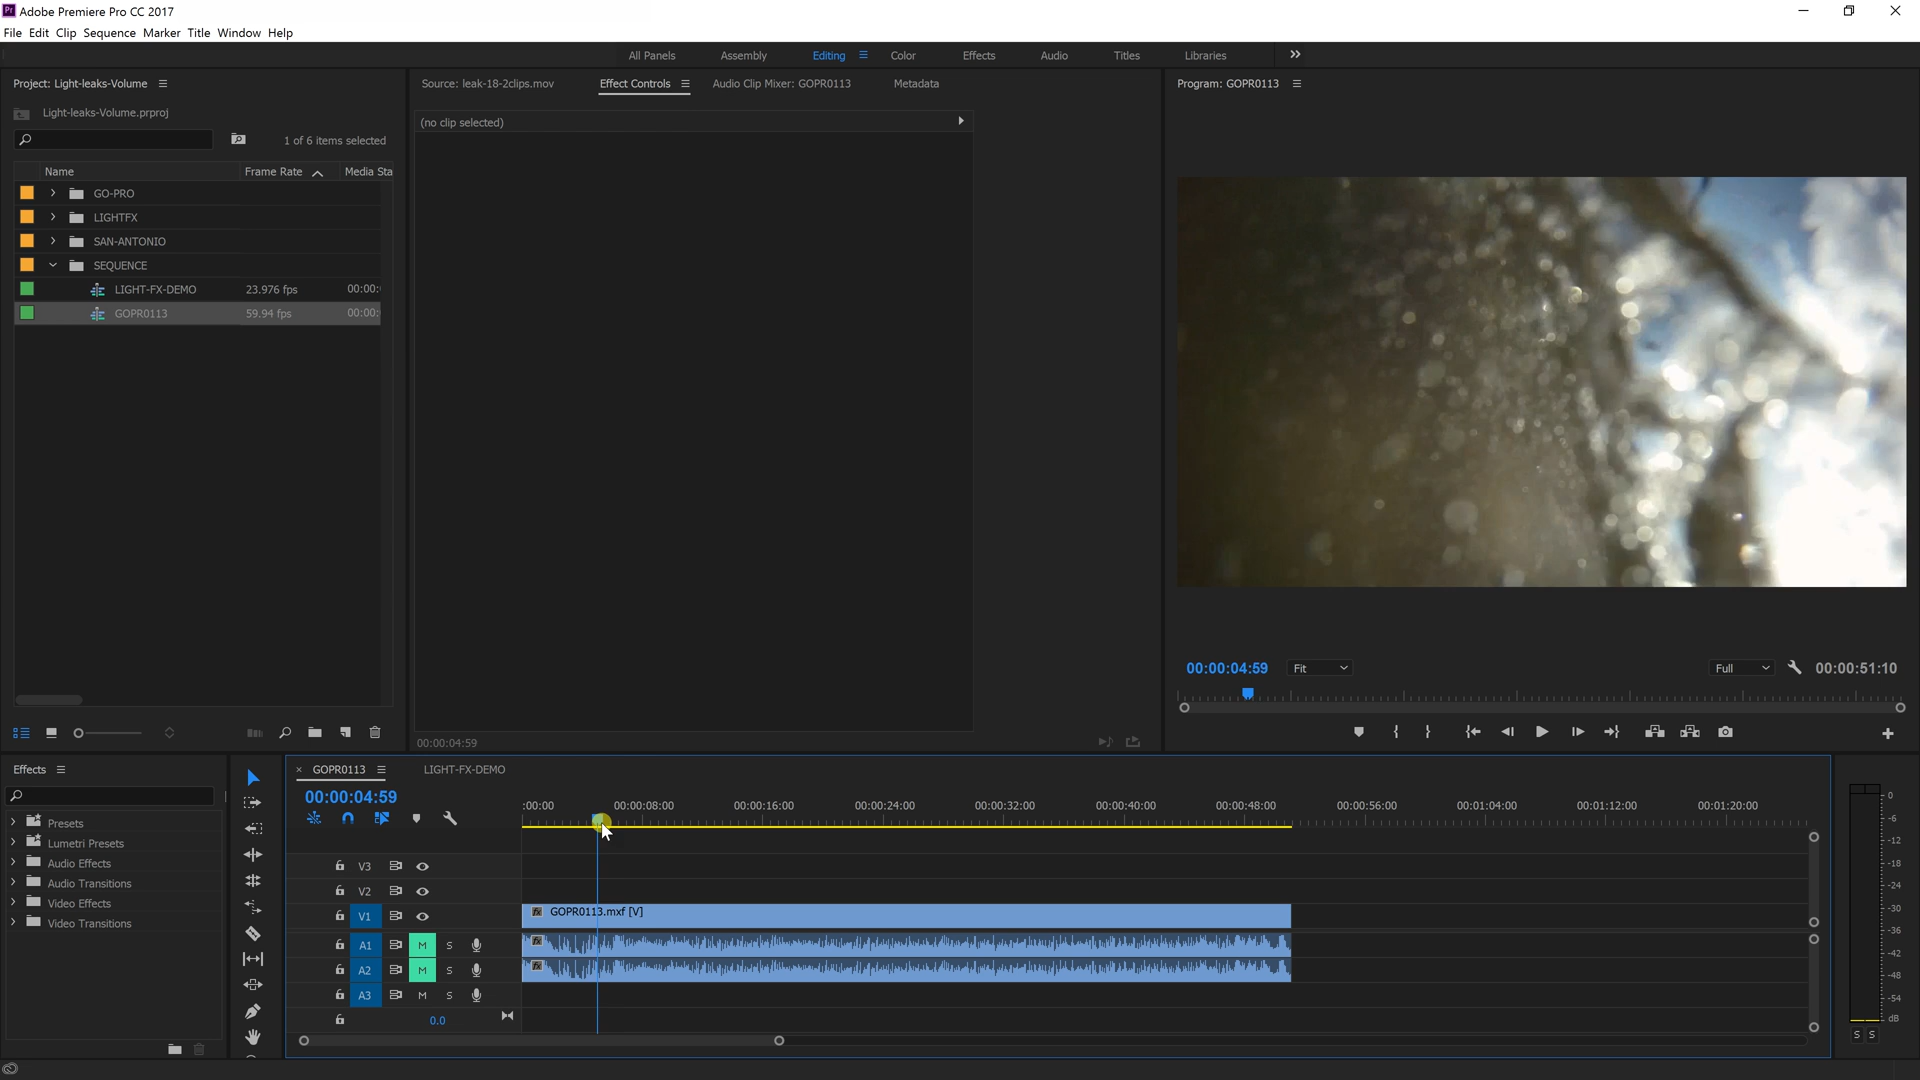 Adobe Premiere Pro CC 2017
File Edit Clip Sequence Marker Title Window Help
All Panels Assembly Editing Color Effects Audio Titles Libraries
Project: Light-leaks-Volume
Light-leaks-Volume.prproj
1 of 6 items selected
Name Frame Rate Media Sta
GO-PRO
LIGHTFX
SAN-ANTONIO
SEQUENCE
LIGHT-FX-DEMO 23.976 fps 00:00:
GOPR0113 59.94 fps 00:00:
Source: leak-18-2clips.mov Effect Controls Audio Clip Mixer: GOPR0113 Metadata
(no clip selected)
00:00:04:59
Program: GOPR0113
00:00:04:59 Fit Full 00:00:51:10
Effects
Presets
Lumetri Presets
Audio Effects
Audio Transitions
Video Effects
Video Transitions
GOPR0113 LIGHT-FX-DEMO
00:00:04:59
:00:00 00:00:08:00 00:00:16:00 00:00:24:00 00:00:32:00 00:00:40:00 00:00:48:00 00:00:56:00 00:01:04:00 00:01:12:00 00:01:20:00
V3
V2
V1 fx GOPR0113.mxf [V]
A1 M S fx
A2 M S fx
A3 M S
0.0
0
-6
-12
-18
-24
-30
-36
-42
-48
-54
dB
S S